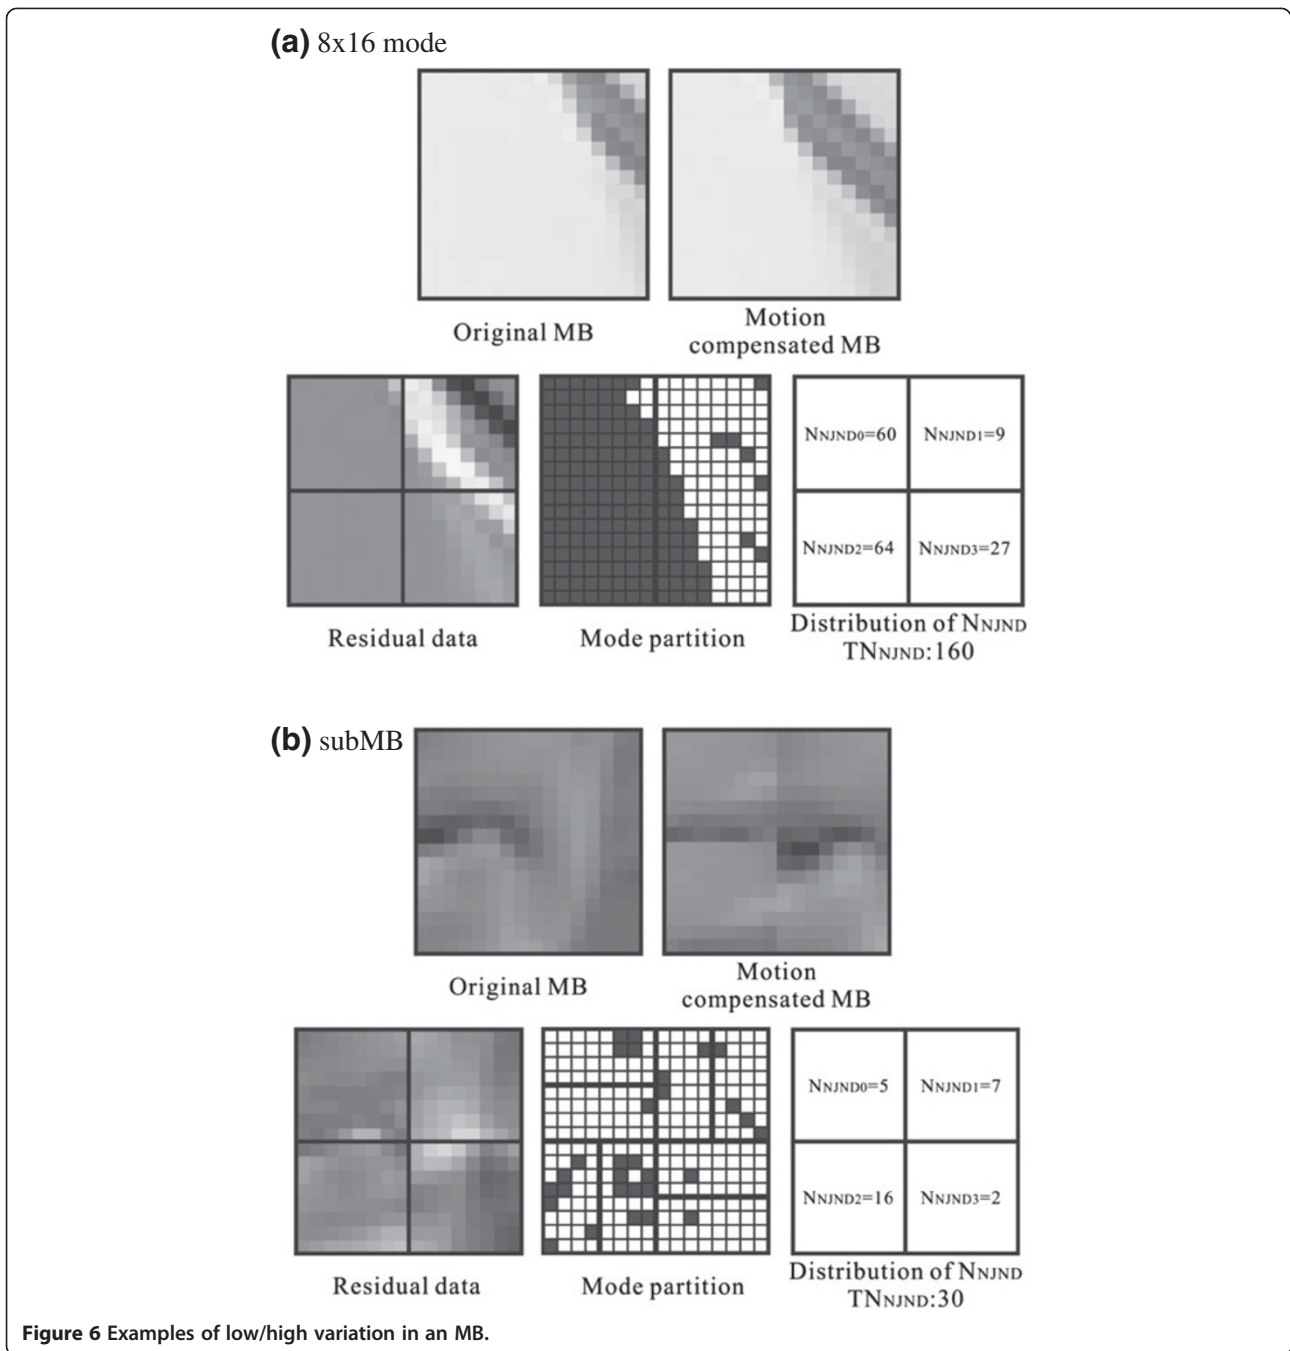 (a) 8x16 mode
Original MB
Motion
compensated MB
NNJND0=60
NNJND1=9
NNJND2=64
NNJND3=27
Residual data
Mode partition
Distribution of NNJND
TNNJND:160
(b) subMB
Original MB
Motion
compensated MB
NNJND0=5
NNJND1=7
NNJND2=16
NNJND3=2
Residual data
Mode partition
Distribution of NNJND
TNNJND:30
Figure 6 Examples of low/high variation in an MB.